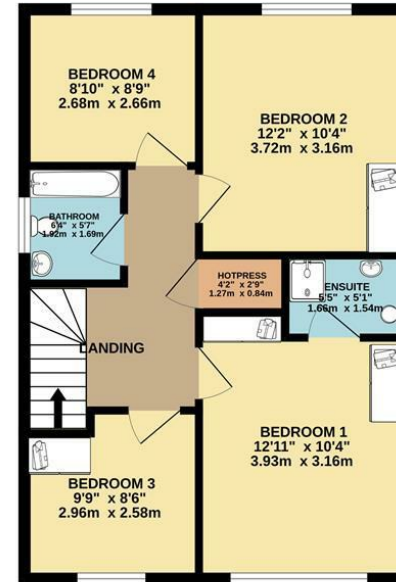 BEDROOM 4
8'10" x 8'9"
2.68m x 2.66m
BEDROOM 2
12'2" x 10'4"
3.72m x 3.16m
BATHROOM
6'4" x 5'7"
1.92m x 1.69m
HOTPRESS
4'2" x 2'9"
1.27m x 0.84m
ENSUITE
5'5" x 5'1"
1.66m x 1.54m
LANDING
BEDROOM 1
12'11" x 10'4"
3.93m x 3.16m
BEDROOM 3
9'9" x 8'6"
2.96m x 2.58m